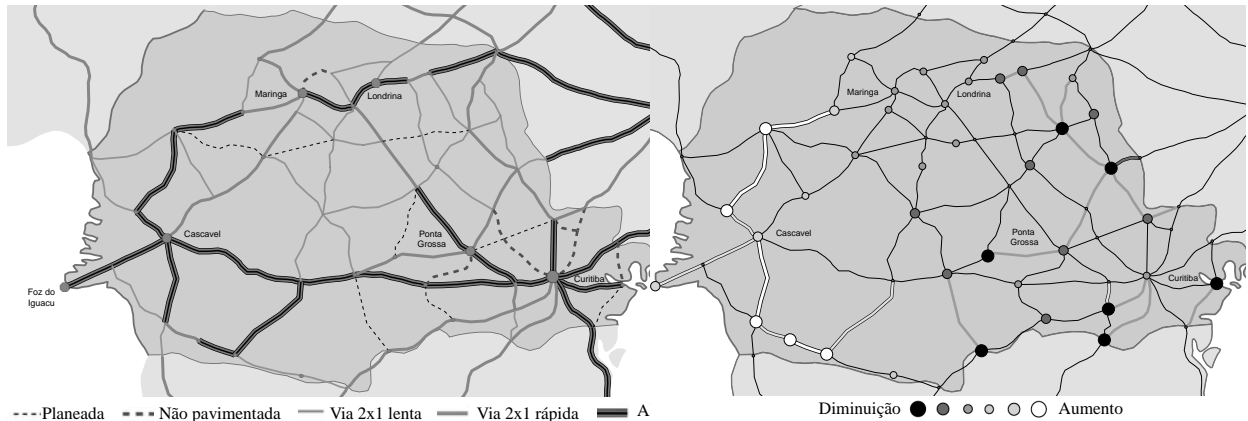 Maringa
Londrina
Cascavel
Ponta
Grossa
Foz do
Iguacu
Curitiba
Planeada
Não pavimentada
Via 2x1 lenta
Via 2x1 rápida
A
Maringa
Londrina
Cascavel
Ponta
Grossa
Curitiba
Diminuição
Aumento